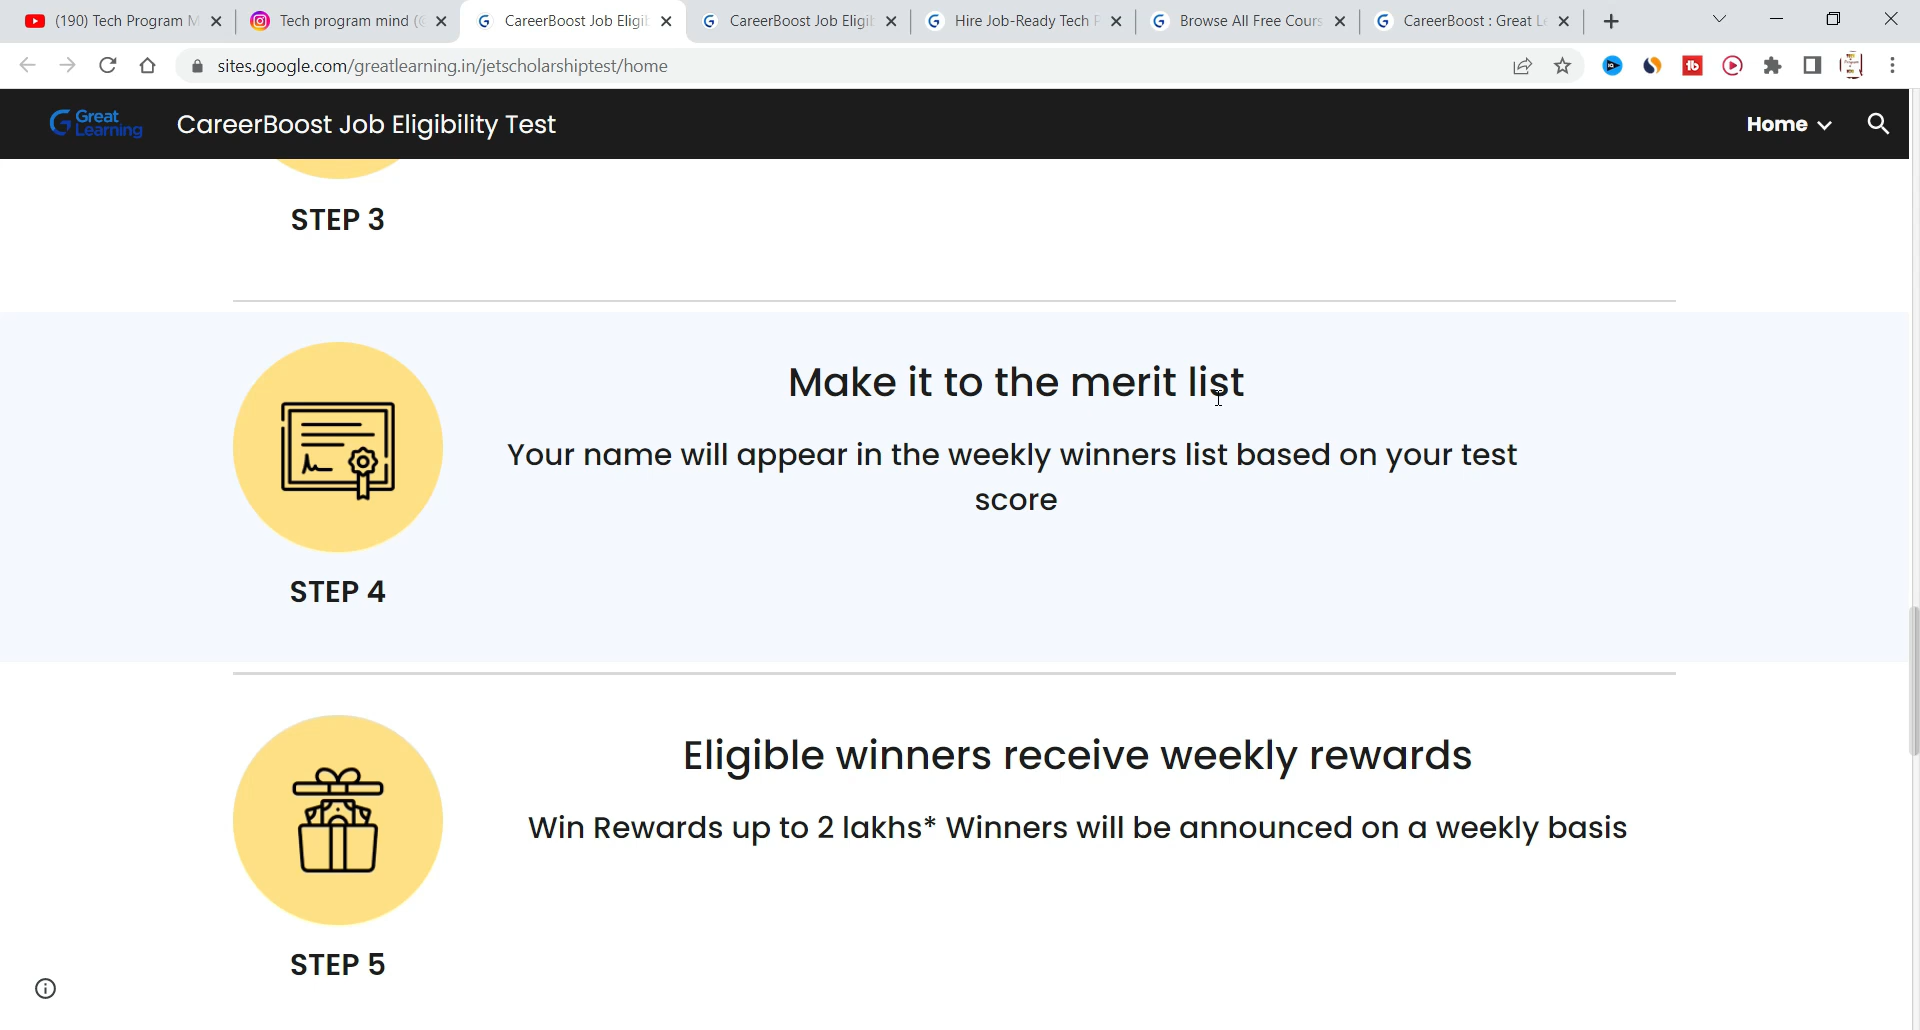 (190) Tech Program M
Tech program mind (@
CareerBoost Job Eligib
CareerBoost Job Eligib
Hire Job-Ready Tech P
Browse All Free Cours
CareerBoost : Great Le
sites.google.com/greatlearning.in/jetscholarshiptest/home
Great
Learning
CareerBoost Job Eligibility Test
Home
STEP 3
Make it to the merit list
Your name will appear in the weekly winners list based on your test
score
STEP 4
Eligible winners receive weekly rewards
Win Rewards up to 2 lakhs* Winners will be announced on a weekly basis
STEP 5